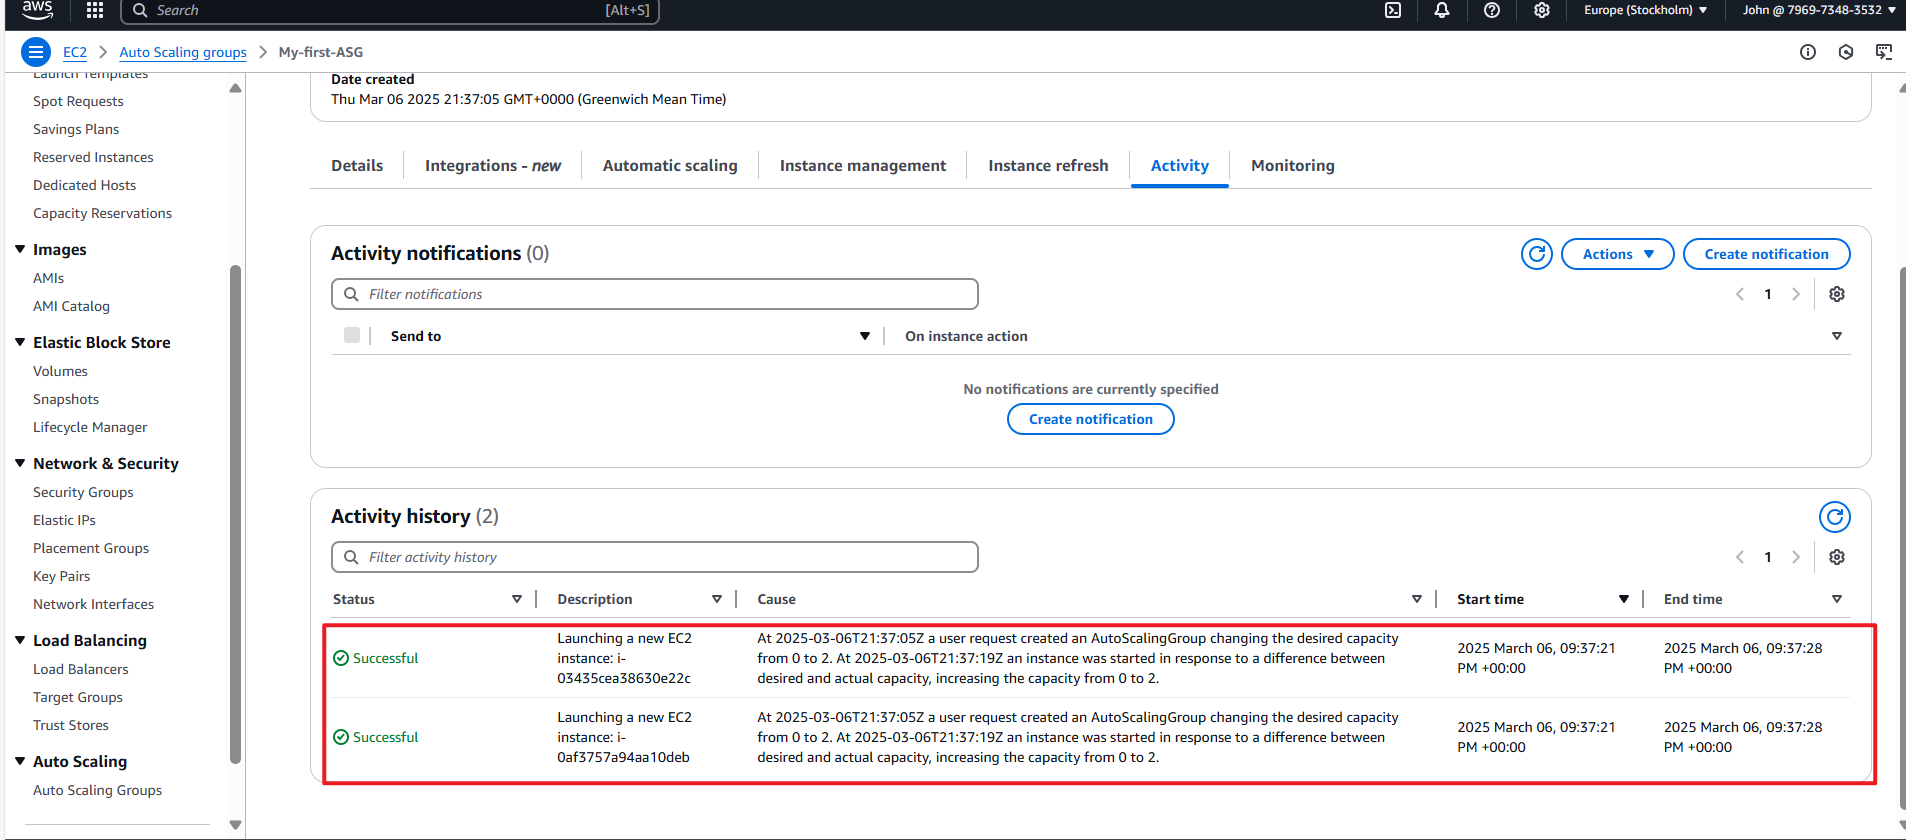 aws
Search
[Alt+S]
Europe (Stockholm)
John @ 7969-7348-3532
EC2
Auto Scaling groups
My-first-ASG
Launch Templates
Spot Requests
Savings Plans
Reserved Instances
Dedicated Hosts
Capacity Reservations
Images
AMIs
AMI Catalog
Elastic Block Store
Volumes
Snapshots
Lifecycle Manager
Network & Security
Security Groups
Elastic IPs
Placement Groups
Key Pairs
Network Interfaces
Load Balancing
Load Balancers
Target Groups
Trust Stores
Auto Scaling
Auto Scaling Groups
Date created
Thu Mar 06 2025 21:37:05 GMT+0000 (Greenwich Mean Time)
Details
Integrations - new
Automatic scaling
Instance management
Instance refresh
Activity
Monitoring
Activity notifications (0)
Actions
Create notification
Filter notifications
1
Send to
On instance action
No notifications are currently specified
Create notification
Activity history (2)
Filter activity history
1
Status
Description
Cause
Start time
End time
Successful
Launching a new EC2
instance: i-
03435cea38630e22c
At 2025-03-06T21:37:05Z a user request created an AutoScalingGroup changing the desired capacity
from 0 to 2. At 2025-03-06T21:37:19Z an instance was started in response to a difference between
desired and actual capacity, increasing the capacity from 0 to 2.
2025 March 06, 09:37:21
PM +00:00
2025 March 06, 09:37:28
PM +00:00
Successful
Launching a new EC2
instance: i-
0af3757a94aa10deb
At 2025-03-06T21:37:05Z a user request created an AutoScalingGroup changing the desired capacity
from 0 to 2. At 2025-03-06T21:37:19Z an instance was started in response to a difference between
desired and actual capacity, increasing the capacity from 0 to 2.
2025 March 06, 09:37:21
PM +00:00
2025 March 06, 09:37:28
PM +00:00